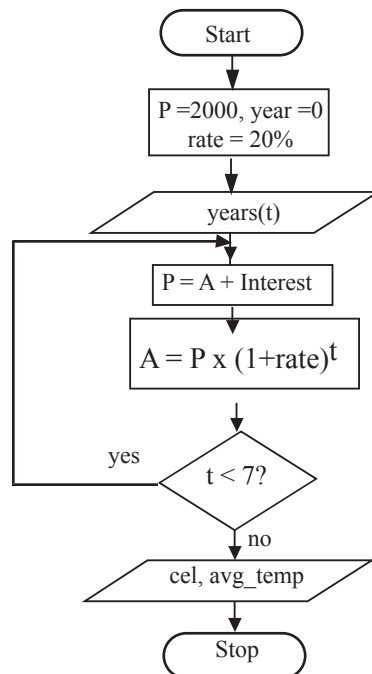 Start
P =2000, year =0
rate = 20%
years(t)
P = A + Interest
A = P x (1+rate)^t
yes
t < 7?
no
cel, avg_temp
Stop